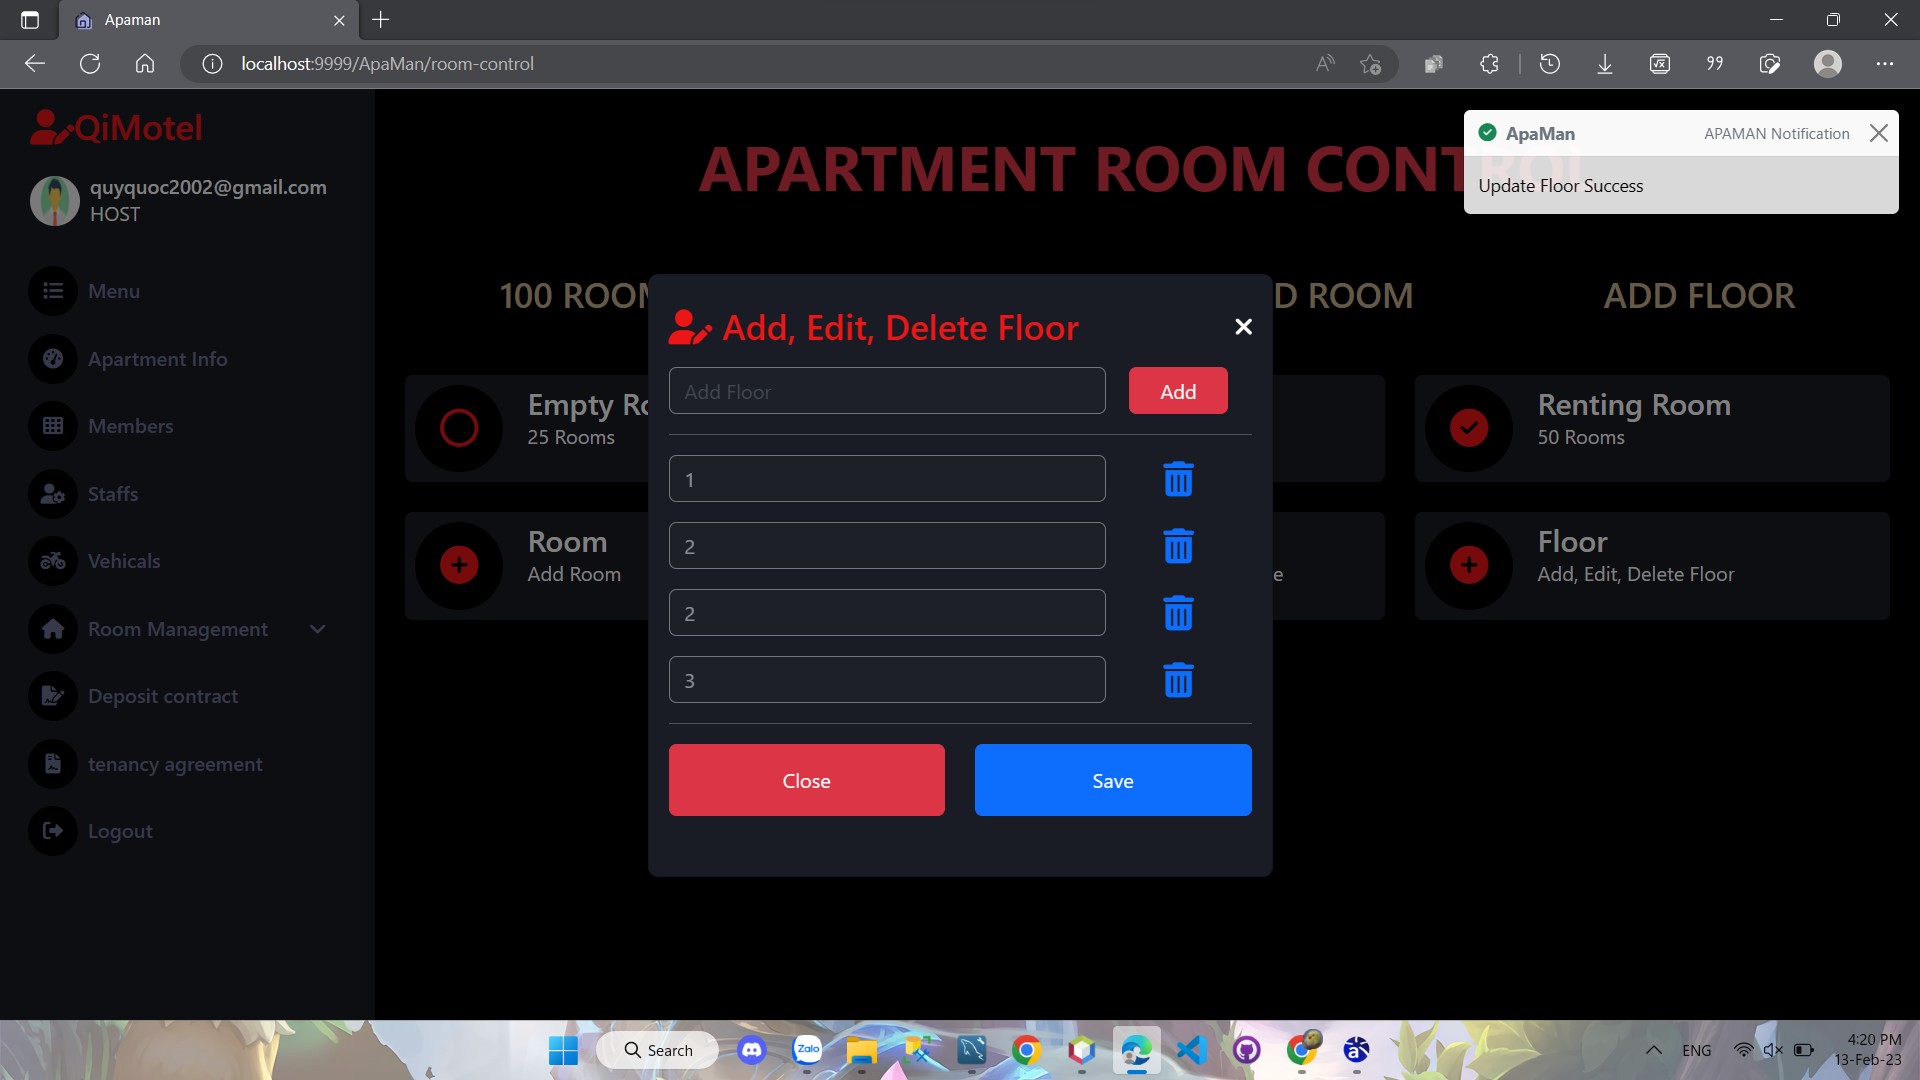 Apaman
localhost:9999/ApaMan/room-control
QiMotel
quyquoc2002@gmail.com
HOST
Menu
Apartment Info
Members
Staffs
Vehicals
Room Management
Deposit contract
tenancy agreement
Logout
APARTMENT ROOM CONTROL
ApaMan
APAMAN Notification
Update Floor Success
100 ROOM
D ROOM
ADD FLOOR
Empty Ro
25 Rooms
Renting Room
50 Rooms
Room
Add Room
e
Floor
Add, Edit, Delete Floor
Add, Edit, Delete Floor
Add Floor
Add
1
2
2
3
Close
Save
Search
Zalo
ENG
4:20 PM
13-Feb-23